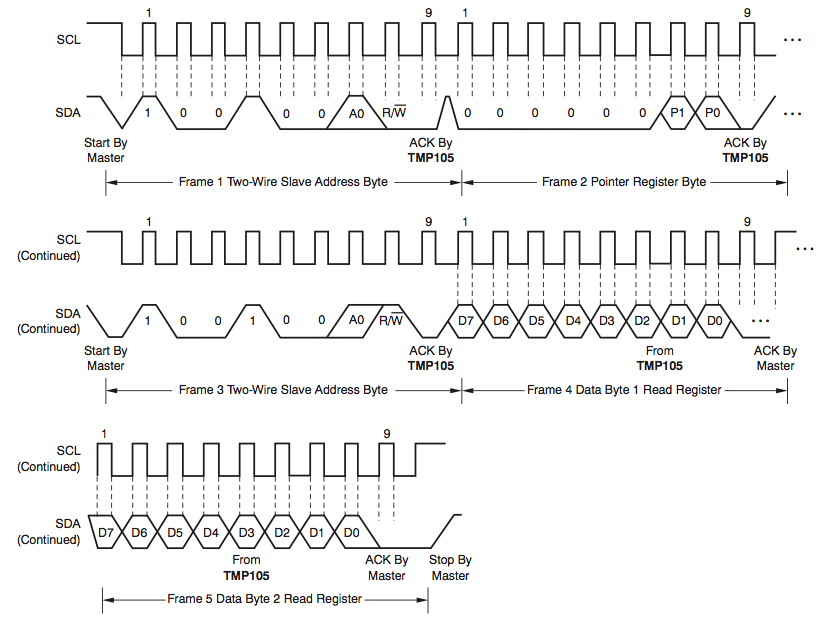 1 9 1 9
SCL ...
SDA 1 0 0 0 0 A0 R/W̅ 0 0 0 0 0 0 P1 P0 ...
Start By ACK By ACK By
Master TMP105 TMP105
Frame 1 Two-Wire Slave Address Byte Frame 2 Pointer Register Byte
1 9 1 9
SCL
(Continued) ...
SDA
(Continued) 1 0 0 1 0 0 A0 R/W̅ D7 D6 D5 D4 D3 D2 D1 D0 ...
Start By ACK By From ACK By
Master TMP105 TMP105 Master
Frame 3 Two-Wire Slave Address Byte Frame 4 Data Byte 1 Read Register
1 9
SCL
(Continued)
SDA
(Continued) D7 D6 D5 D4 D3 D2 D1 D0
From ACK By Stop By
TMP105 Master Master
Frame 5 Data Byte 2 Read Register